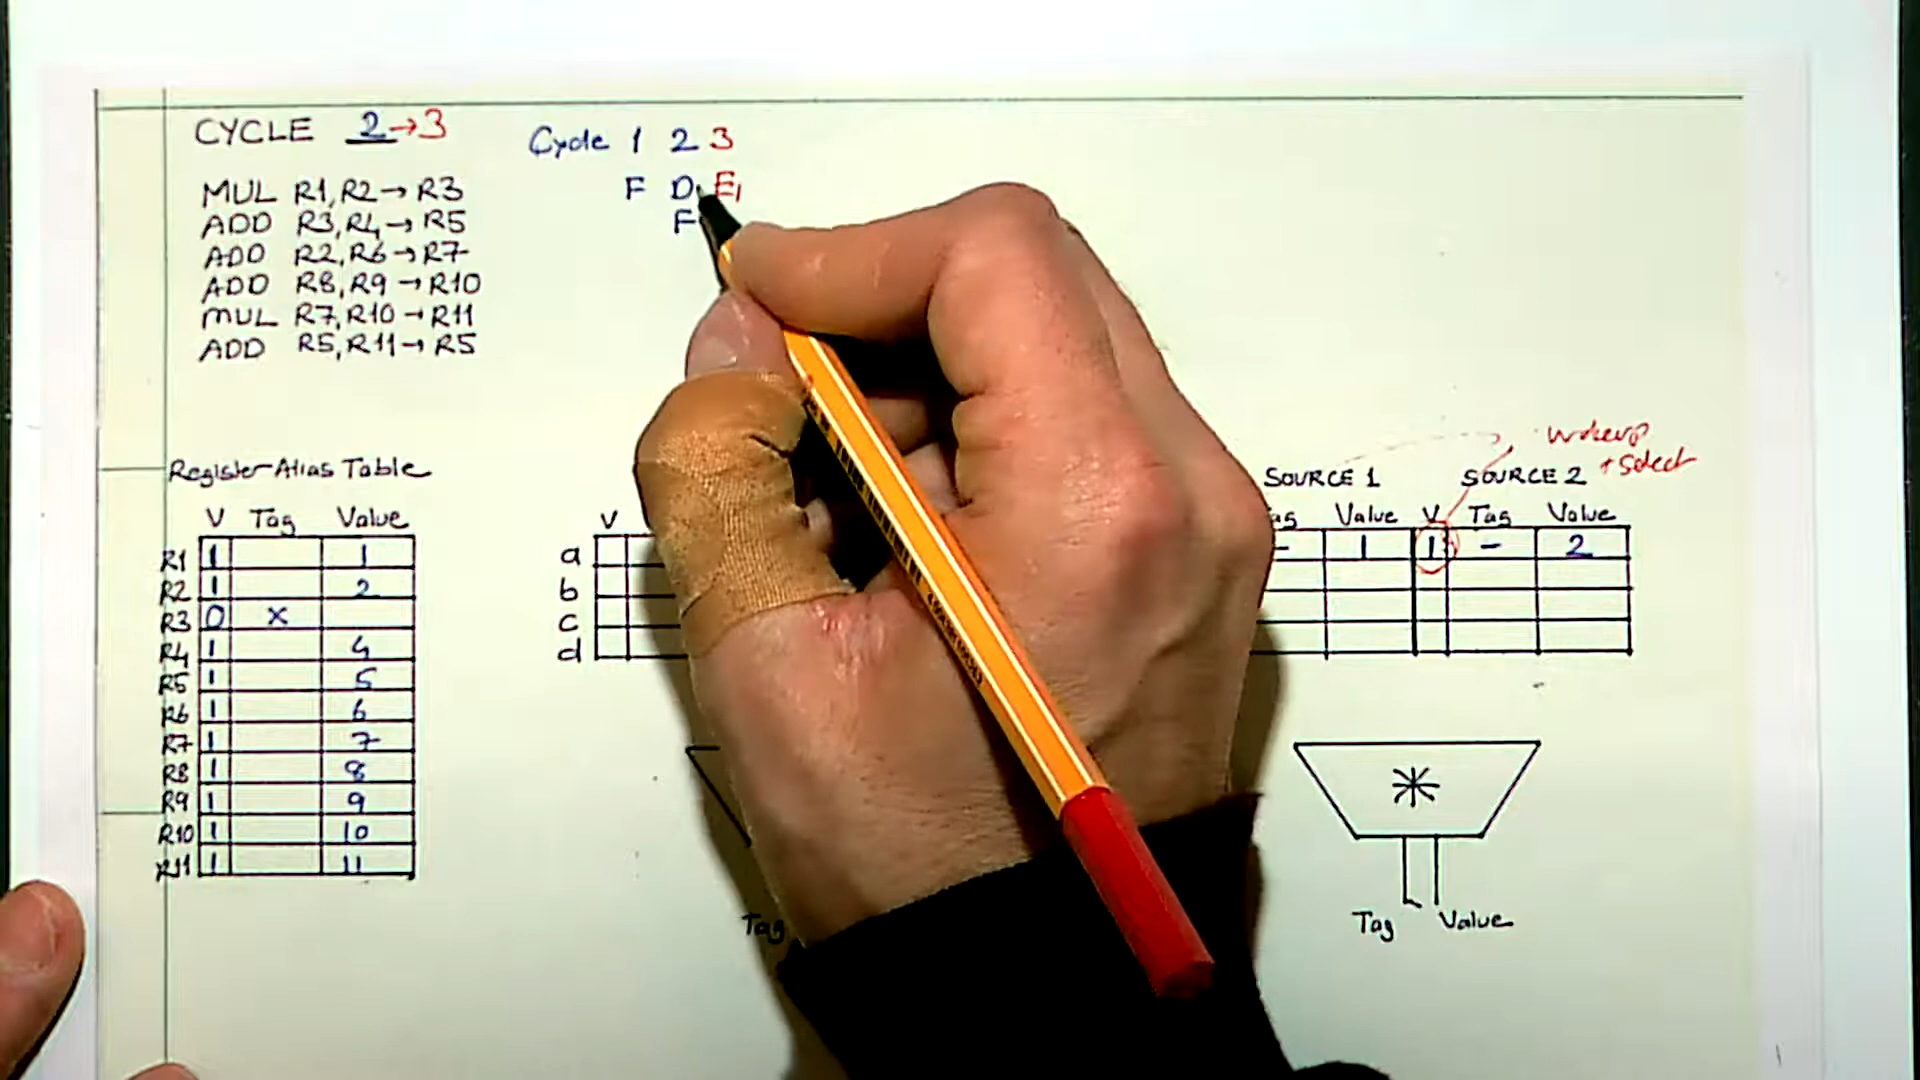 CYCLE 2→3
Cycle 1 2 3
F D E1
F
MUL R1,R2→R3
ADD R3,R4→R5
ADD R2,R6→R7
ADD R8,R9→R10
MUL R7,R10→R11
ADD R5,R11→R5
Register Alias Table
V Tag Value
R1 1 1
R2 1 2
R3 0 x
R4 1 4
R5 1 5
R6 1 6
R7 1 7
R8 1 8
R9 1 9
R10 1 10
R11 1 11
V
a
b
c
d
Tag
wakeup
+ Select
SOURCE 1 SOURCE 2
Value V Tag Value
- 1 1 - 2
*
Tag Value